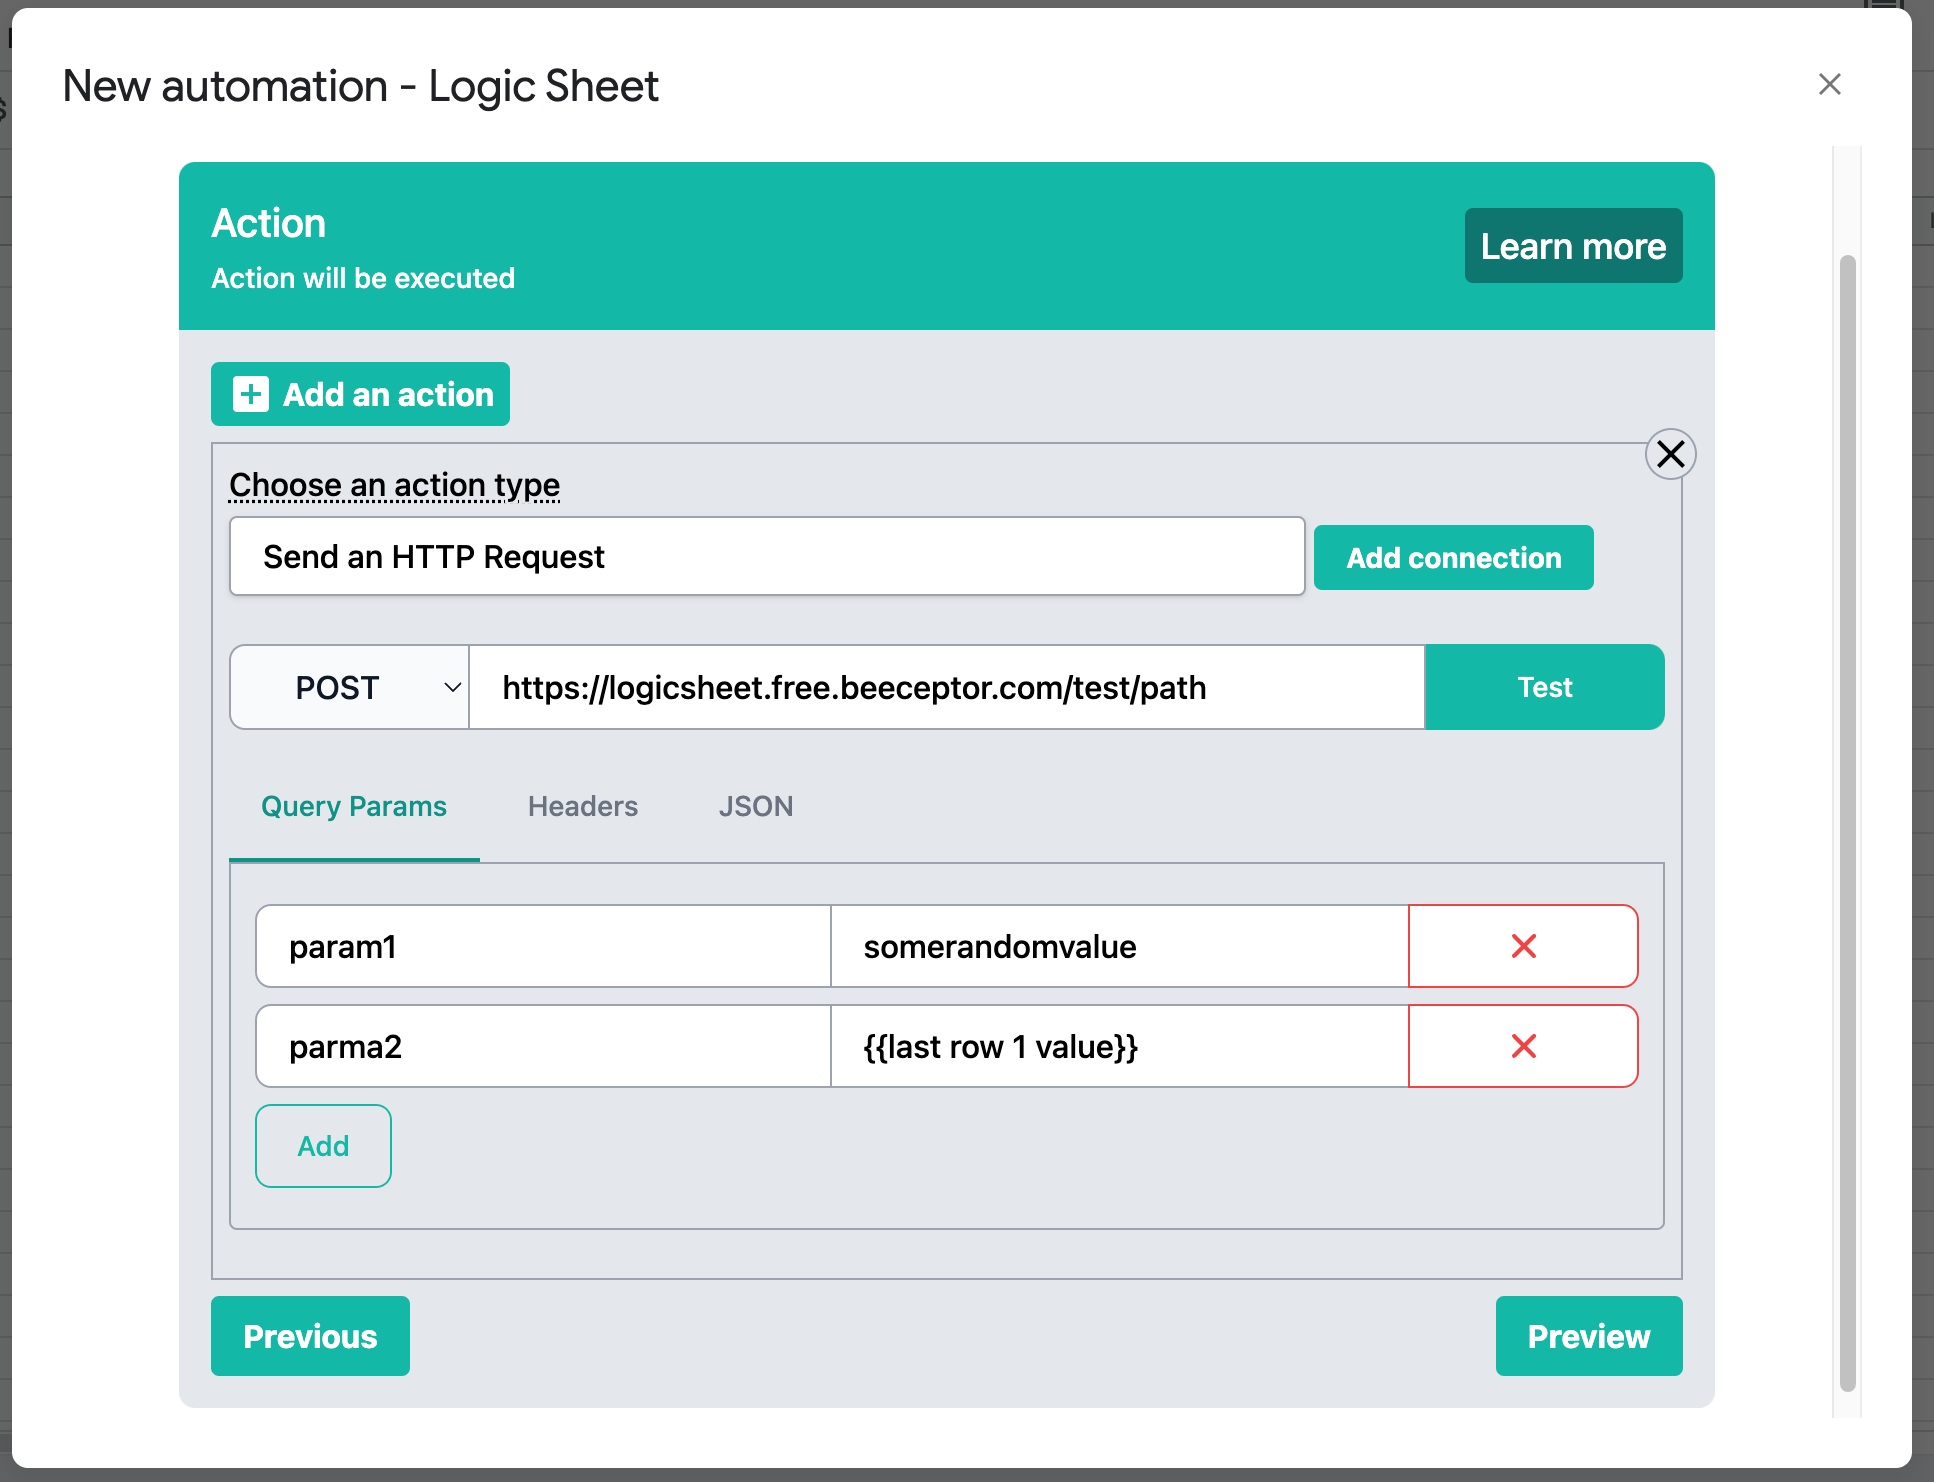 New automation - Logic Sheet
Action
Action will be executed
Learn more
Add an action
Choose an action type
Send an HTTP Request
Add connection
POST
https://logicsheet.free.beeceptor.com/test/path
Test
Query Params
Headers
JSON
param1
somerandomvalue
parma2
{{last row 1 value}}
Add
Previous
Preview